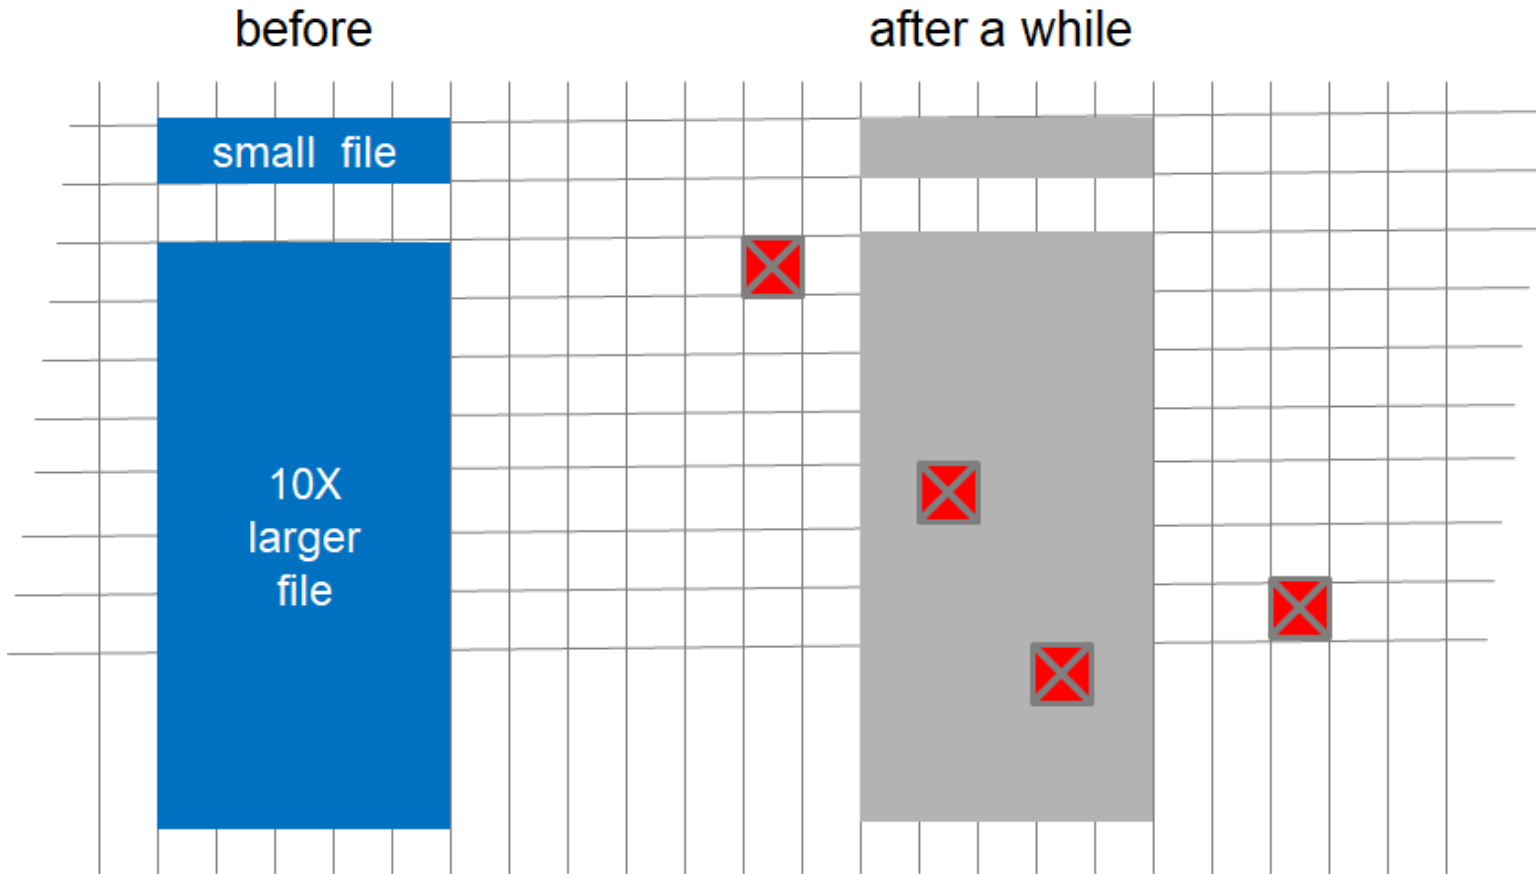 before
after a while
small file
10X
larger
file